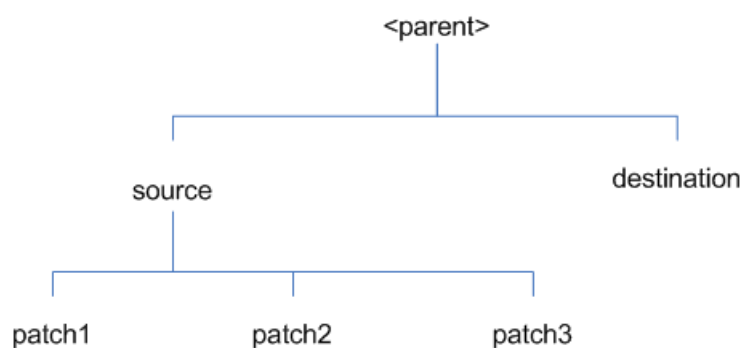 <parent>
source
destination
patch1
patch2
patch3